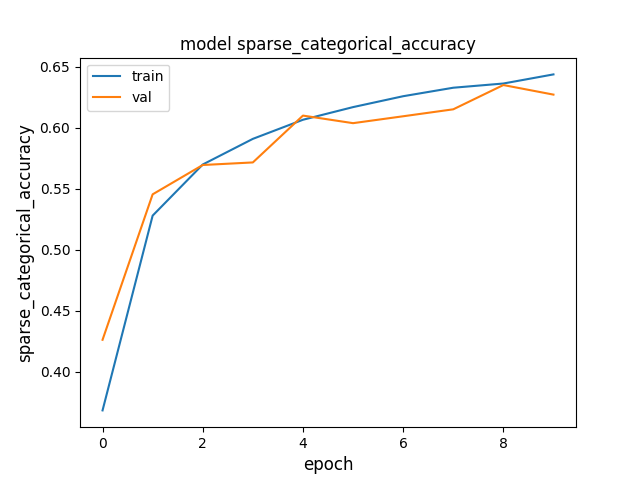 model sparse_categorical_accuracy
train
val
0.65
0.60
0.55
0.50
0.45
0.40
sparse_categorical_accuracy
0 2 4 6 8
epoch